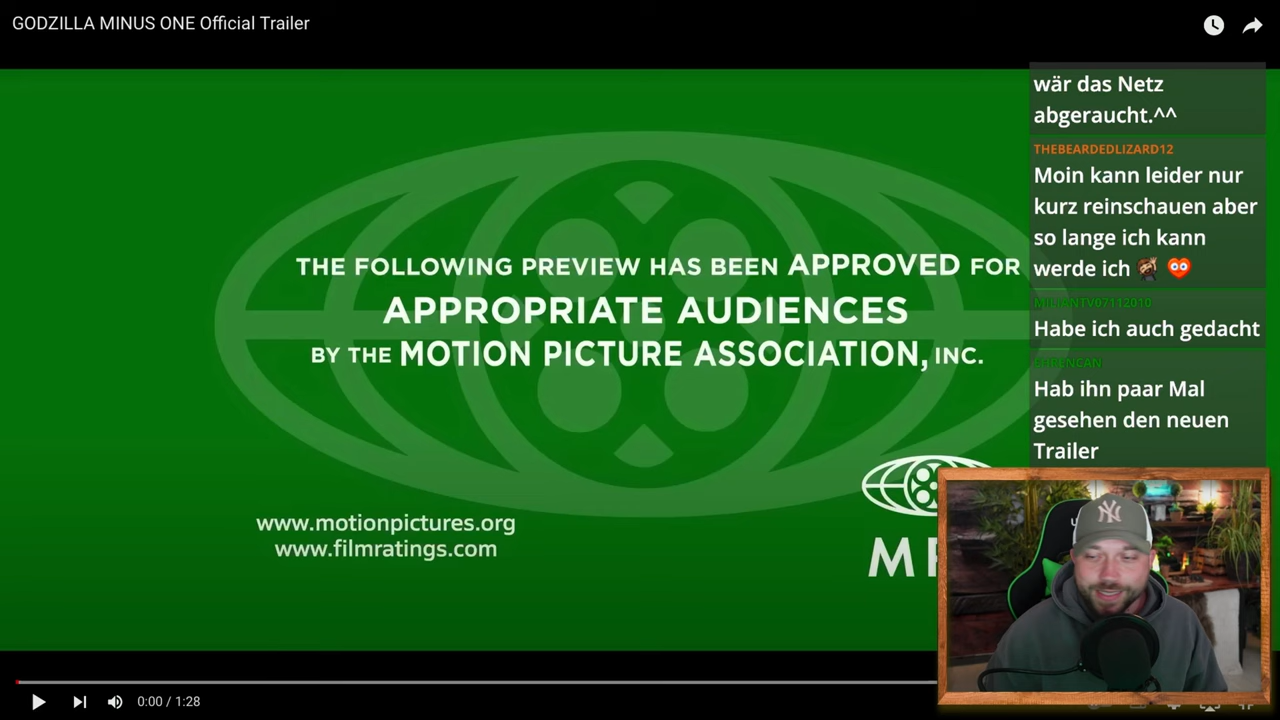 GODZILLA MINUS ONE Official Trailer
THE FOLLOWING PREVIEW HAS BEEN APPROVED FOR
APPROPRIATE AUDIENCES
BY THE MOTION PICTURE ASSOCIATION, INC.
www.motionpictures.org
www.filmratings.com
wär das Netz
abgeraucht.^^
THEBEARDEDLIZARD12
Moin kann leider nur
kurz reinschauen aber
so lange ich kann
werde ich
MILIANTV07112010
Habe ich auch gedacht
Hab ihn paar Mal
gesehen den neuen
Trailer
0:00 / 1:28